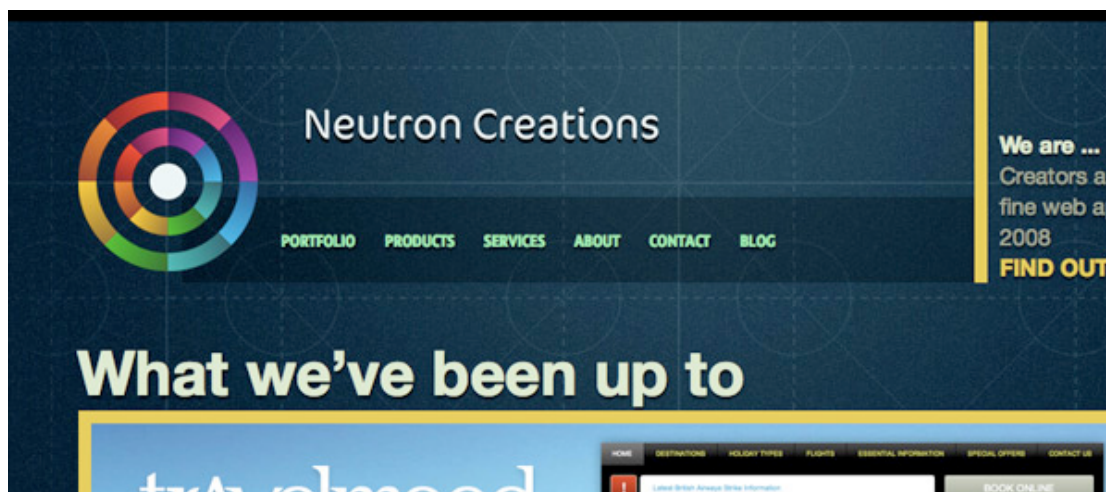 Neutron Creations
We are ...
Creators a
fine web a
2008
FIND OUT
PORTFOLIO PRODUCTS SERVICES ABOUT CONTACT BLOG
What we've been up to
HOME DESTINATIONS HOLIDAY TYPES FLIGHTS ESSENTIAL INFORMATION SPECIAL OFFERS CONTACT US
Latest British Airways Strike Information
BOOK ONLINE